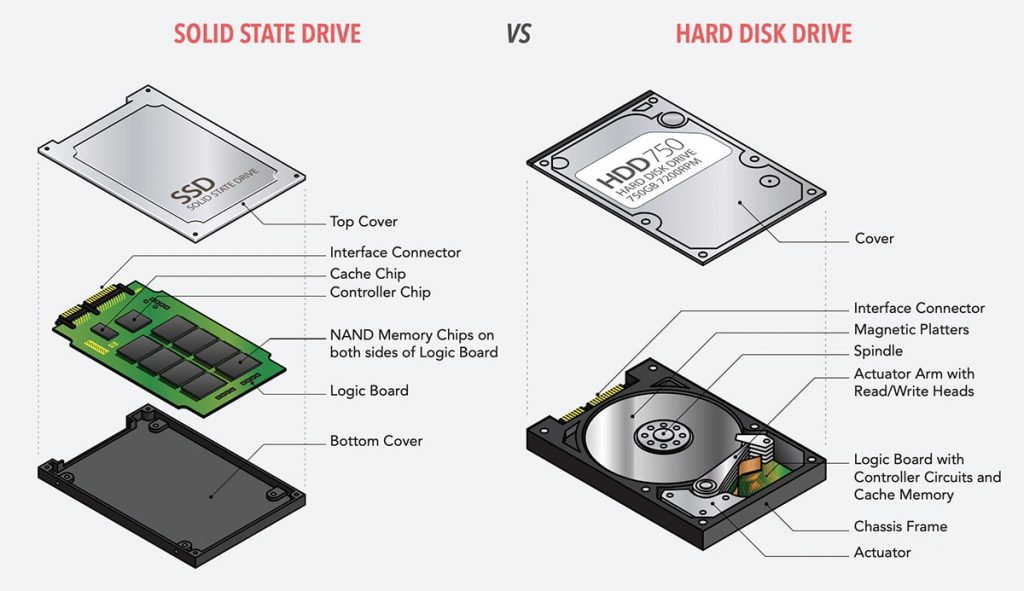 SOLID STATE DRIVE
VS
HARD DISK DRIVE
SSD
SOLID STATE DRIVE
Top Cover
Interface Connector
Cache Chip
Controller Chip
NAND Memory Chips on
both sides of Logic Board
Logic Board
Bottom Cover
HDD750
HARD DISK DRIVE
750GB 7200RPM
Cover
Interface Connector
Magnetic Platters
Spindle
Actuator Arm with
Read/Write Heads
Logic Board with
Controller Circuits and
Cache Memory
Chassis Frame
Actuator